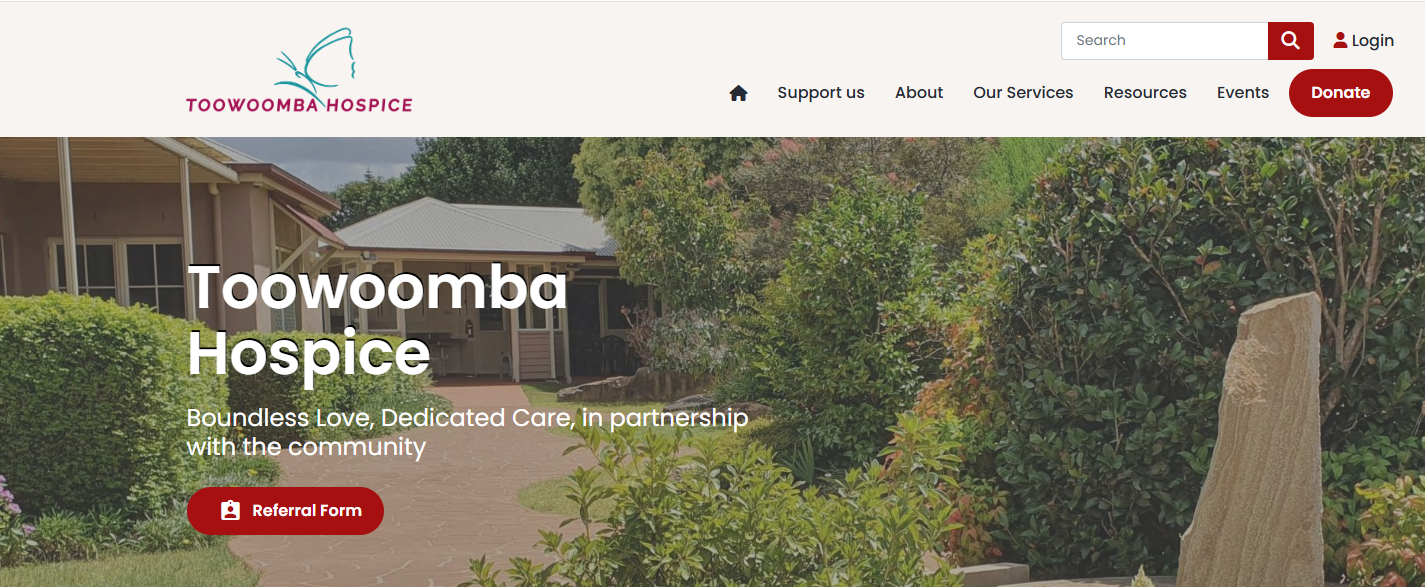 Search
Login
TOOWOOMBA HOSPICE
Support us
About
Our Services
Resources
Events
Donate
Toowoomba
Hospice
Boundless Love, Dedicated Care, in partnership
with the community
Referral Form